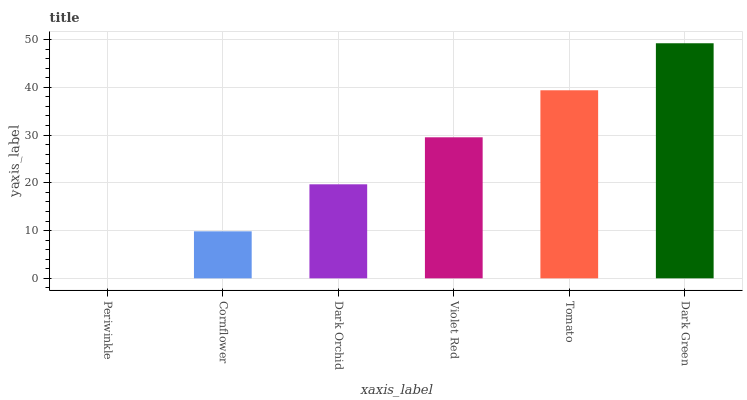 title
yaxis_label
50
40
30
20
10
0
Periwinkle
Cornflower
Dark Orchid
Violet Red
Tomato
Dark Green
xaxis_label